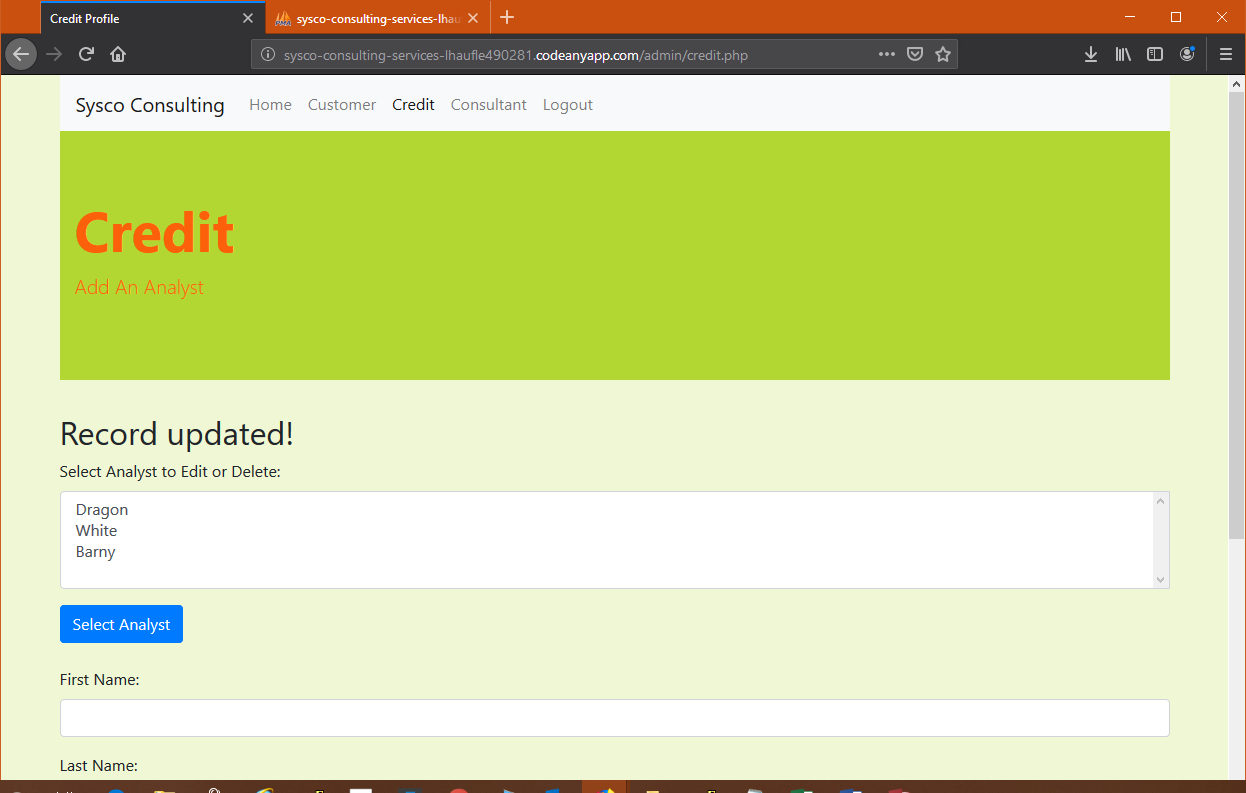 Credit Profile
sysco-consulting-services-lhau
sysco-consulting-services-lhaufle490281.codeanyapp.com/admin/credit.php
Sysco Consulting Home Customer Credit Consultant Logout
Credit
Add An Analyst
Record updated!
Select Analyst to Edit or Delete:
Dragon
White
Barny
Select Analyst
First Name:
Last Name: